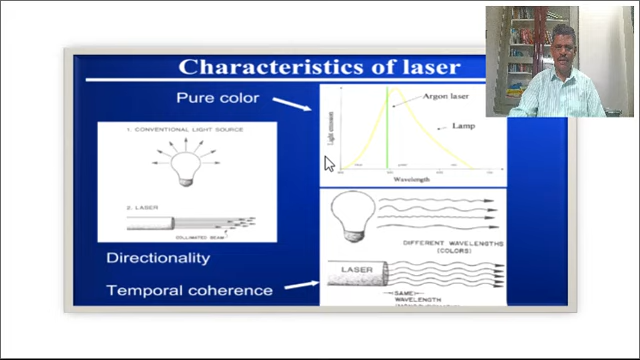 Characteristics of laser
Pure color
Argon laser
Lamp
Light emission
Wavelength
1. CONVENTIONAL LIGHT SOURCE
2. LASER
COLLIMATED BEAM
DIFFERENT WAVELENGTHS
(COLORS)
LASER
SAME
WAVELENGTH
Directionality
Temporal coherence